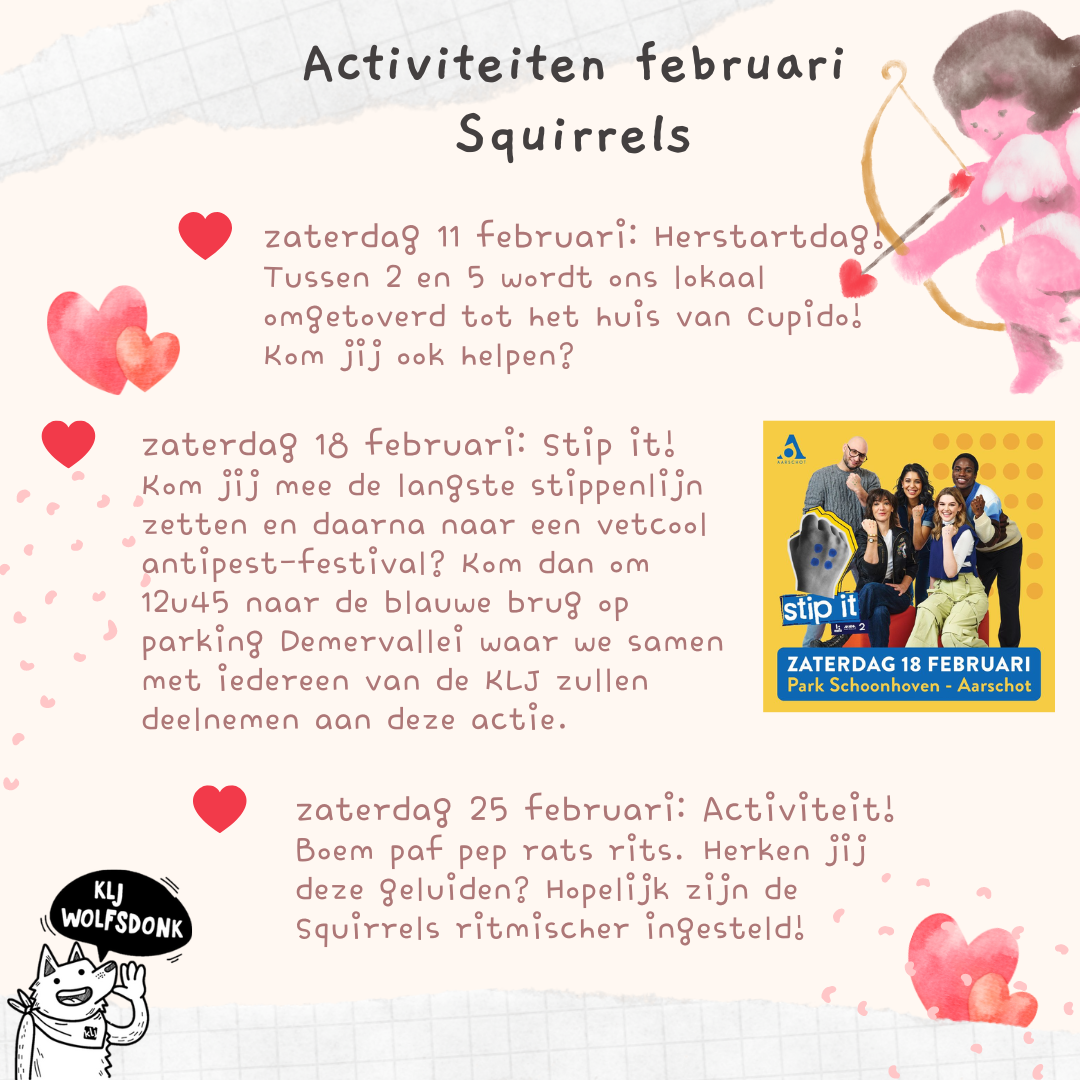 Activiteiten februari
Squirrels
zaterdag 11 februari: Herstartdag!
Tussen 2 en 5 wordt ons lokaal
omgetoverd tot het huis van Cupido!
Kom jij ook helpen?
zaterdag 18 februari: Stip it!
Kom jij mee de langste stippenlijn
zetten en daarna naar een vetcool
antipest-festival? Kom dan om
12u45 naar de blauwe brug op
parking Demervallei waar we samen
met iedereen van de KLJ zullen
deelnemen aan deze actie.
AARSCHOT
stip it
2
ZATERDAG 18 FEBRUARI
Park Schoonhoven - Aarschot
zaterdag 25 februari: Activiteit!
Boem paf pep rats rits. Herken jij
deze geluiden? Hopelijk zijn de
Squirrels ritmischer ingesteld!
KLJ
WOLFSDONK
KLJ